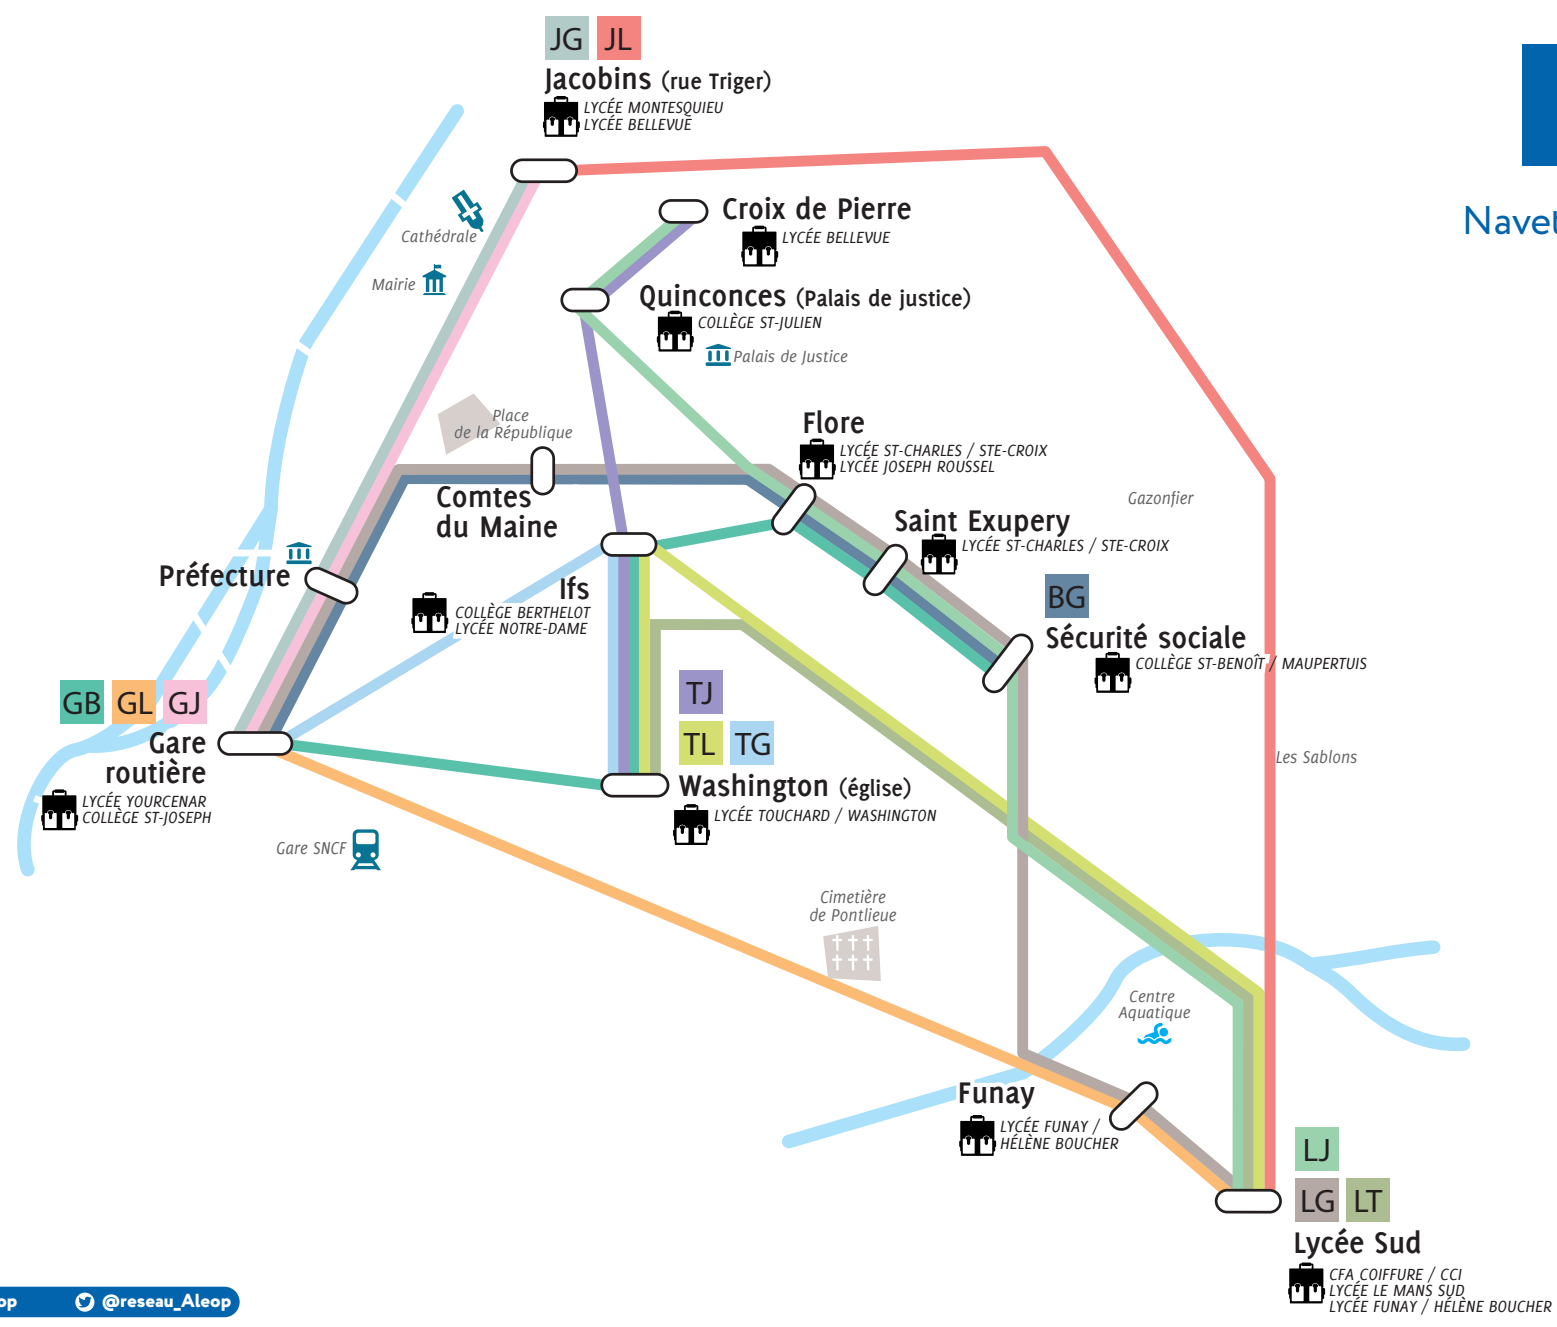 JG JL
Jacobins (rue Triger)
LYCÉE MONTESQUIEU
LYCÉE BELLEVUE
Navet
Croix de Pierre
LYCÉE BELLEVUE
Cathédrale
Mairie
Quinconces (Palais de justice)
COLLÈGE ST-JULIEN
Palais de Justice
Place
de la République
Flore
LYCÉE ST-CHARLES / STE-CROIX
LYCÉE JOSEPH ROUSSEL
Comtes
du Maine
Gazonfier
Saint Exupery
LYCÉE ST-CHARLES / STE-CROIX
Préfecture
Ifs
COLLÈGE BERTHELOT
LYCÉE NOTRE-DAME
BG
Sécurité sociale
COLLÈGE ST-BENOÎT / MAUPERTUIS
GB GL GJ
Gare
routière
LYCÉE YOURCENAR
COLLÈGE ST-JOSEPH
TJ
TL TG
Washington (église)
LYCÉE TOUCHARD / WASHINGTON
Les Sablons
Gare SNCF
Cimetière
de Pontlieue
Centre
Aquatique
Funay
LYCÉE FUNAY /
HÉLÈNE BOUCHER
LJ
LG LT
Lycée Sud
CFA COIFFURE / CCI
LYCÉE LE MANS SUD
LYCÉE FUNAY / HÉLÈNE BOUCHER
op @reseau_Aleop